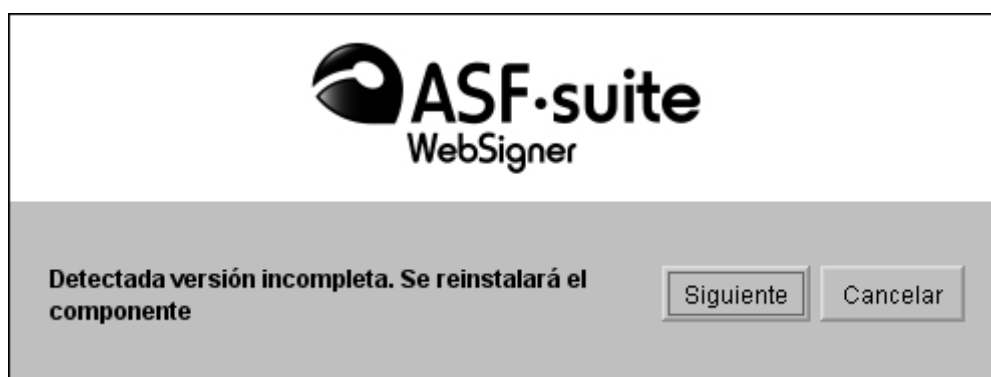 ASF·suite
WebSigner
Detectada versión incompleta. Se reinstalará el
componente
Siguiente
Cancelar